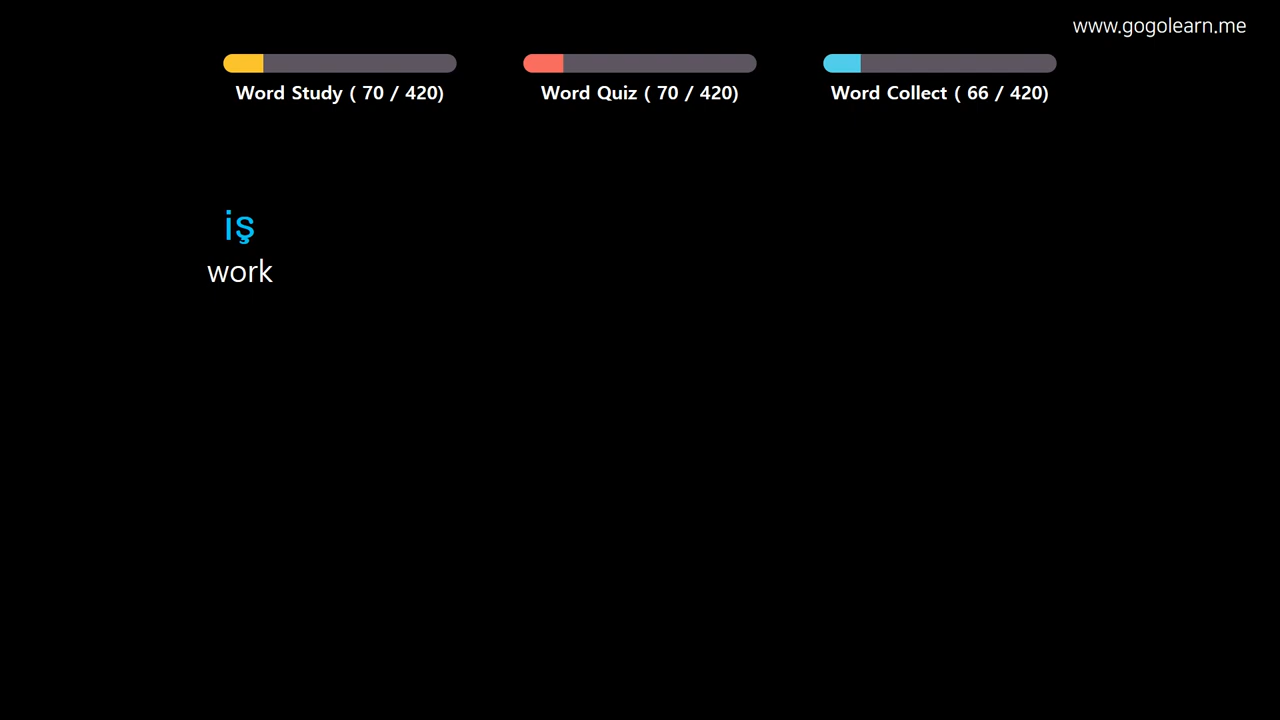 www.gogolearn.me
Word Study ( 70 / 420)
Word Quiz ( 70 / 420)
Word Collect ( 66 / 420)
iş
work